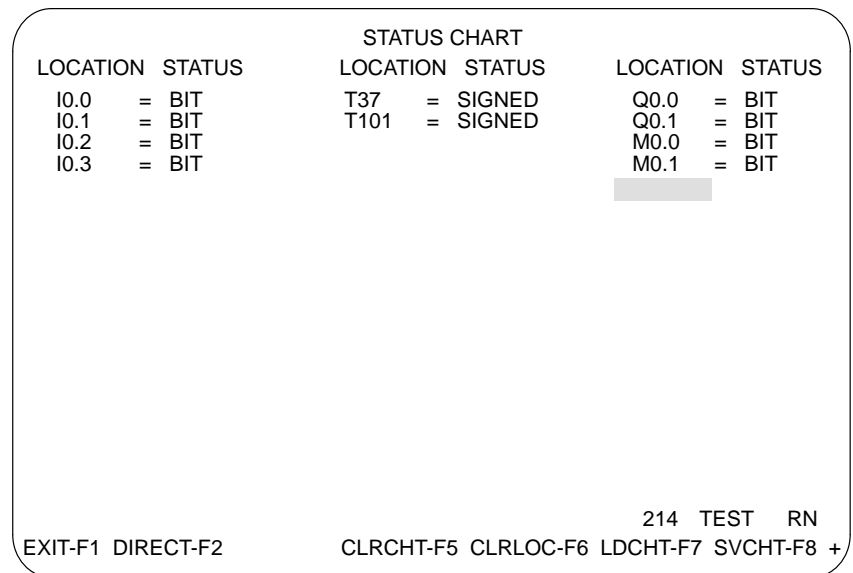 STATUS CHART
LOCATION STATUS LOCATION STATUS LOCATION STATUS
I0.0 = BIT T37 = SIGNED Q0.0 = BIT
I0.1 = BIT T101 = SIGNED Q0.1 = BIT
I0.2 = BIT M0.0 = BIT
I0.3 = BIT M0.1 = BIT
214 TEST RN
EXIT-F1 DIRECT-F2 CLRCHT-F5 CLRLOC-F6 LDCHT-F7 SVCHT-F8 +